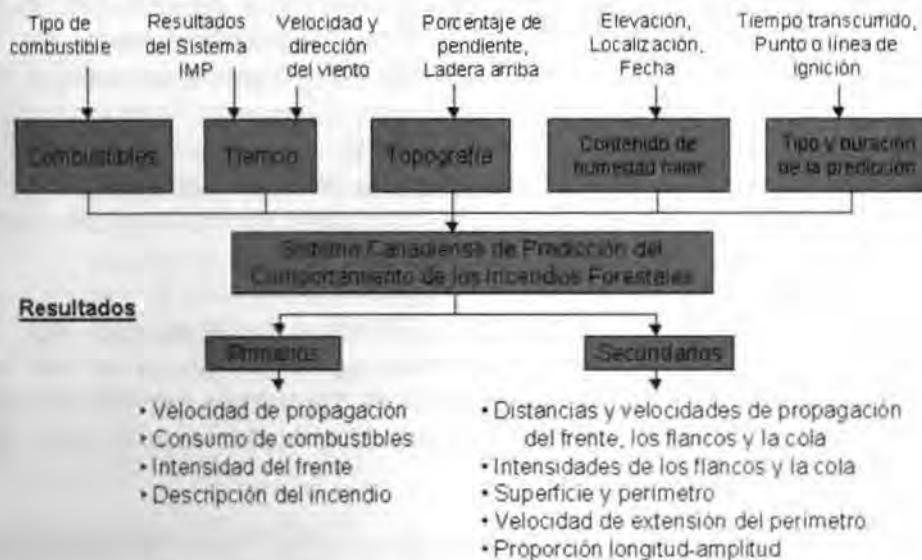 Tipo de
combustible
Resultados
del Sistema
IMP
Velocidad y
dirección
del viento
Porcentaje de
pendiente,
Ladera arriba
Elevación,
Localización,
Fecha
Tiempo transcurrido,
Punto o línea de
ignición
Combustibles
Tiempo
Topografía
Contenido de
humedad foliar
Tipo y duración
de la predicción
Sistema Canadiense de Predicción del
Comportamiento de los Incendios Forestales
Resultados
Primarios
Secundarios
• Velocidad de propagación
• Consumo de combustibles
• Intensidad del frente
• Descripción del incendio
• Distancias y velocidades de propagación
del frente, los flancos y la cola
• Intensidades de los flancos y la cola
• Superficie y perímetro
• Velocidad de extensión del perímetro
• Proporción longitud-amplitud